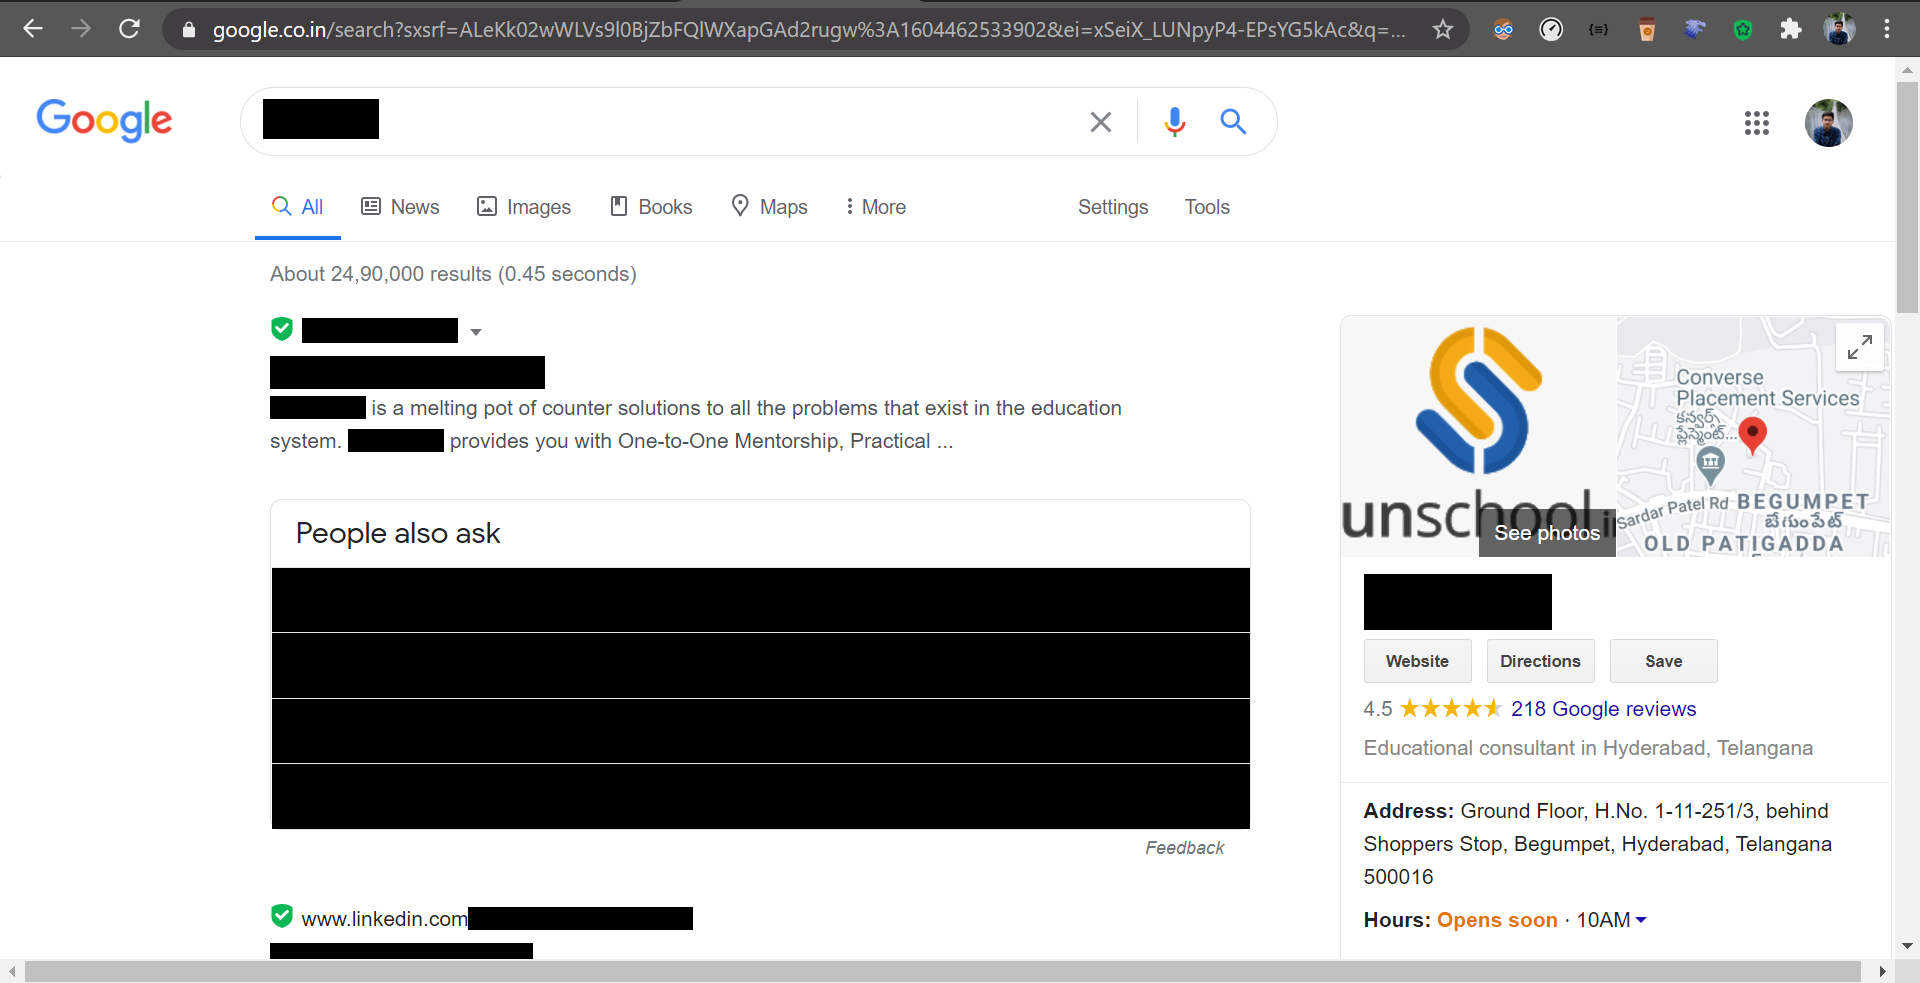 google.co.in/search?sxsrf=ALeKk02wWLVs9l0BjZbFQlWXapGAd2rugw%3A1604462533902&ei=xSeiX_LUNpyP4-EPsYG5kAc&q=...
Google
All News Images Books Maps More Settings Tools
About 24,90,000 results (0.45 seconds)
is a melting pot of counter solutions to all the problems that exist in the education
system. provides you with One-to-One Mentorship, Practical ...
People also ask
Feedback
www.linkedin.com
unschool
See photos
Converse
Placement Services
కన్వర్స్
ప్లేస్మెంట్...
Sardar Patel Rd
BEGUMPET
బేగంపేట్
OLD PATIGADDA
Website Directions Save
4.5 218 Google reviews
Educational consultant in Hyderabad, Telangana
Address: Ground Floor, H.No. 1-11-251/3, behind
Shoppers Stop, Begumpet, Hyderabad, Telangana
500016
Hours: Opens soon · 10AM